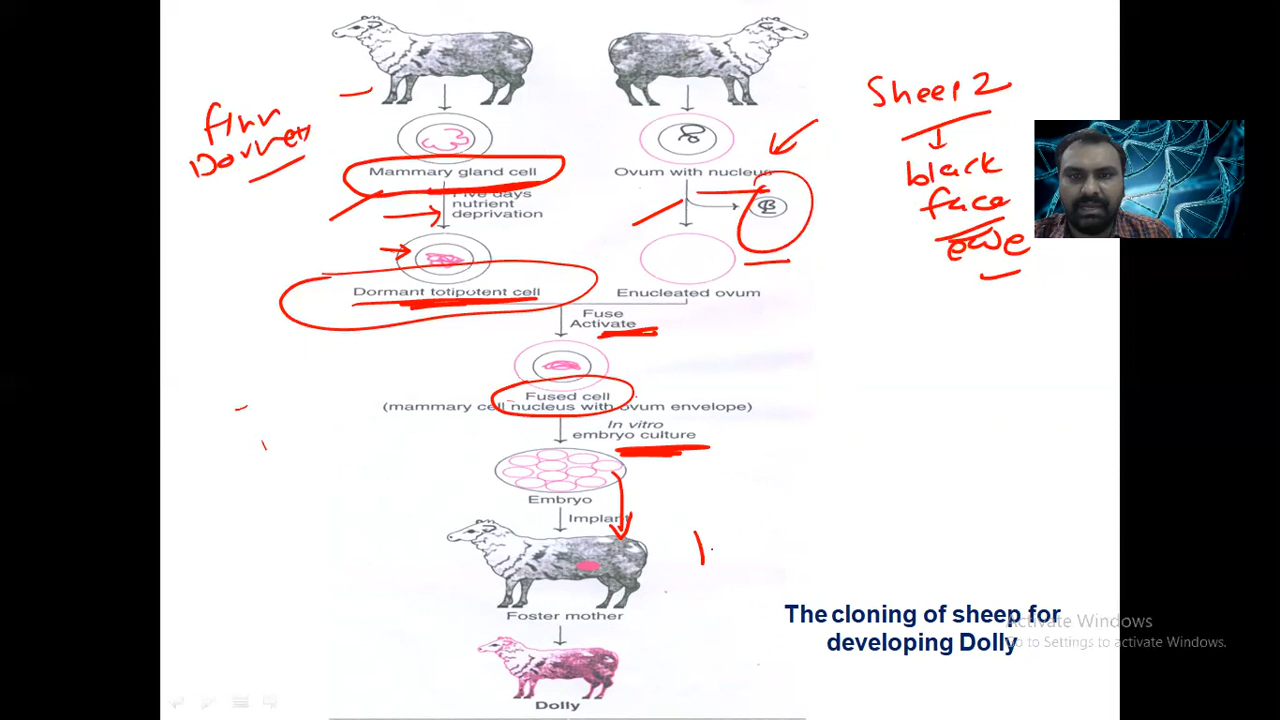 Finn
Dorret
Sheep 2
black
face
ewe
Mammary gland cell
Ovum with nucleus
Five days
nutrient
deprivation
Dormant totipotent cell
Enucleated ovum
Fuse
Activate
Fused cell
(mammary cell nucleus with ovum envelope)
In vitro
embryo culture
Embryo
Implant
Foster mother
Dolly
The cloning of sheep for
developing Dolly
Activate Windows
Go to Settings to activate Windows.